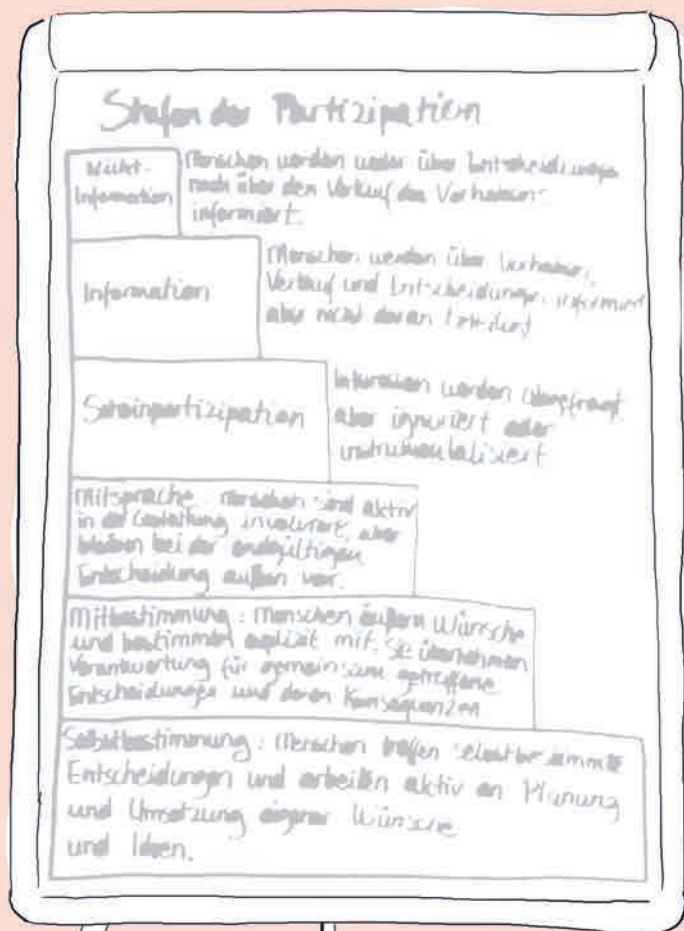 Stufen der Partizipation
Nicht-
Information
Menschen werden weder über Entscheidungen
noch über den Verlauf des Vorhabens
informiert.
Information
Menschen werden über Vorhaben,
Verlauf und Entscheidungen informiert
aber nicht daran beteiligt
Scheinpartizipation
Interessen werden abgefragt
aber ignoriert oder
instrumentalisiert
Mitsprache: Menschen sind aktiv
in der Gestaltung involviert, aber
bleiben bei der endgültigen
Entscheidung außen vor.
Mitbestimmung: Menschen äußern Wünsche
und bestimmen explizit mit. Sie übernehmen
Verantwortung für gemeinsam getroffene
Entscheidungen und deren Konsequenzen
Selbstbestimmung: Menschen treffen selbstbestimmte
Entscheidungen und arbeiten aktiv an Planung
und Umsetzung eigener Wünsche
und Ideen.